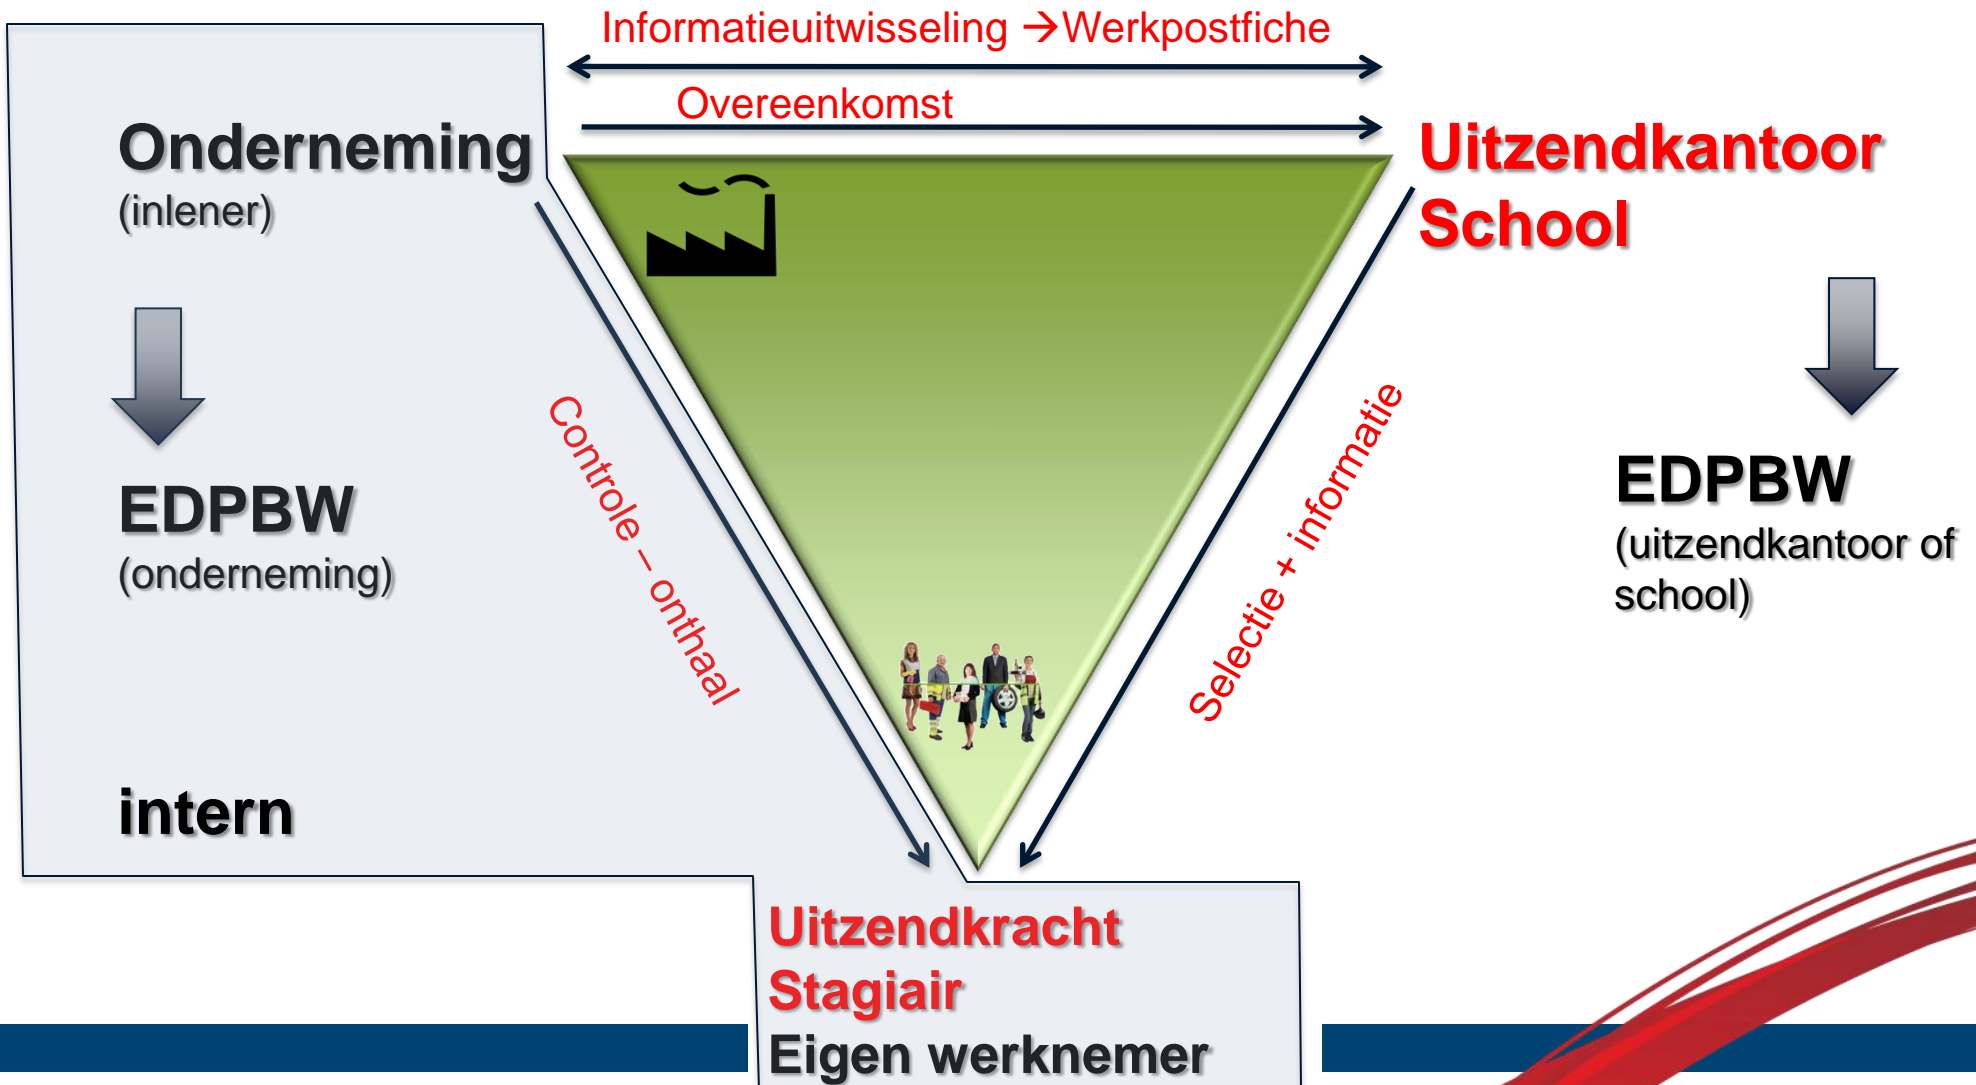 Informatieuitwisseling →Werkpostfiche
Overeenkomst
Onderneming
(inlener)
Uitzendkantoor
School
Controle – onthaal
Selectie + informatie
EDPBW
(onderneming)
EDPBW
(uitzendkantoor of
school)
intern
Uitzendkracht
Stagiair
Eigen werknemer